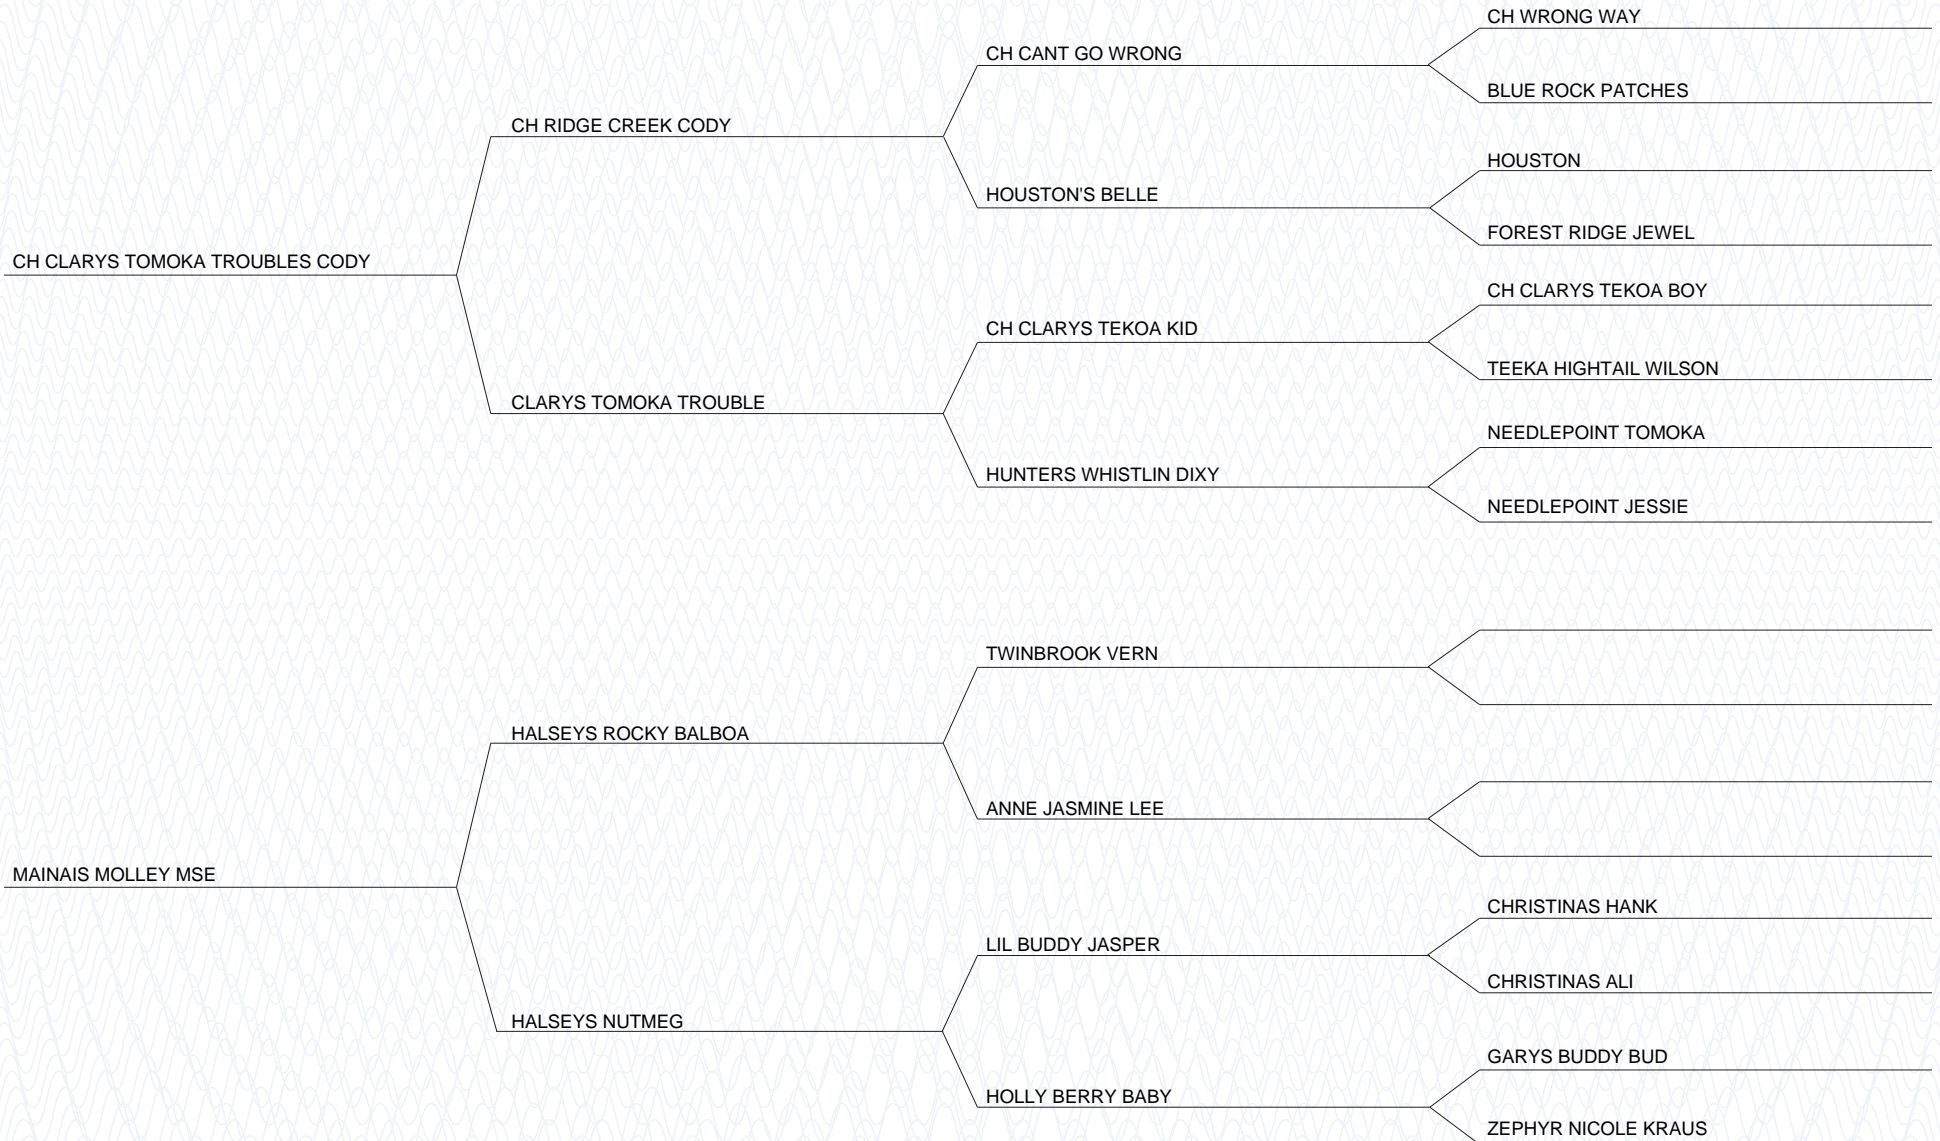 CH WRONG WAY
CH CANT GO WRONG
BLUE ROCK PATCHES
CH RIDGE CREEK CODY
HOUSTON
HOUSTON'S BELLE
FOREST RIDGE JEWEL
CH CLARYS TOMOKA TROUBLES CODY
CH CLARYS TEKOA BOY
CH CLARYS TEKOA KID
TEEKA HIGHTAIL WILSON
CLARYS TOMOKA TROUBLE
NEEDLEPOINT TOMOKA
HUNTERS WHISTLIN DIXY
NEEDLEPOINT JESSIE
TWINBROOK VERN
HALSEYS ROCKY BALBOA
ANNE JASMINE LEE
MAINAIS MOLLEY MSE
CHRISTINAS HANK
LIL BUDDY JASPER
CHRISTINAS ALI
HALSEYS NUTMEG
GARYS BUDDY BUD
HOLLY BERRY BABY
ZEPHYR NICOLE KRAUS